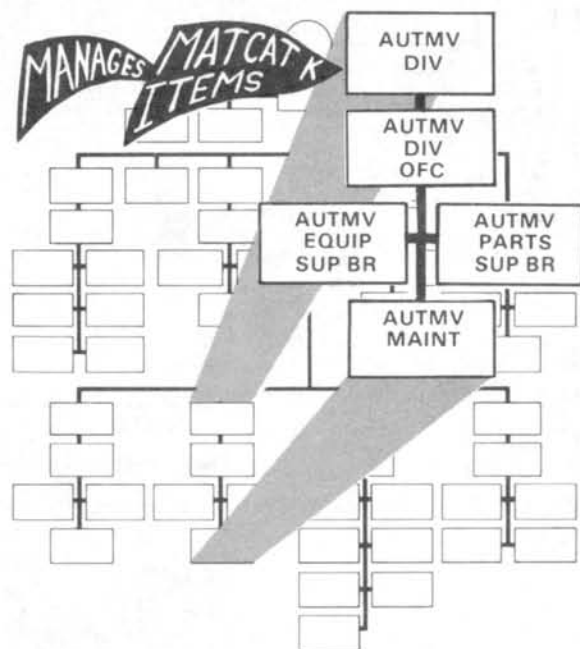 MANAGES
MATCAT K
ITEMS
AUTMV
DIV
AUTMV
DIV
OFC
AUTMV
EQUIP
SUP BR
AUTMV
PARTS
SUP BR
AUTMV
MAINT